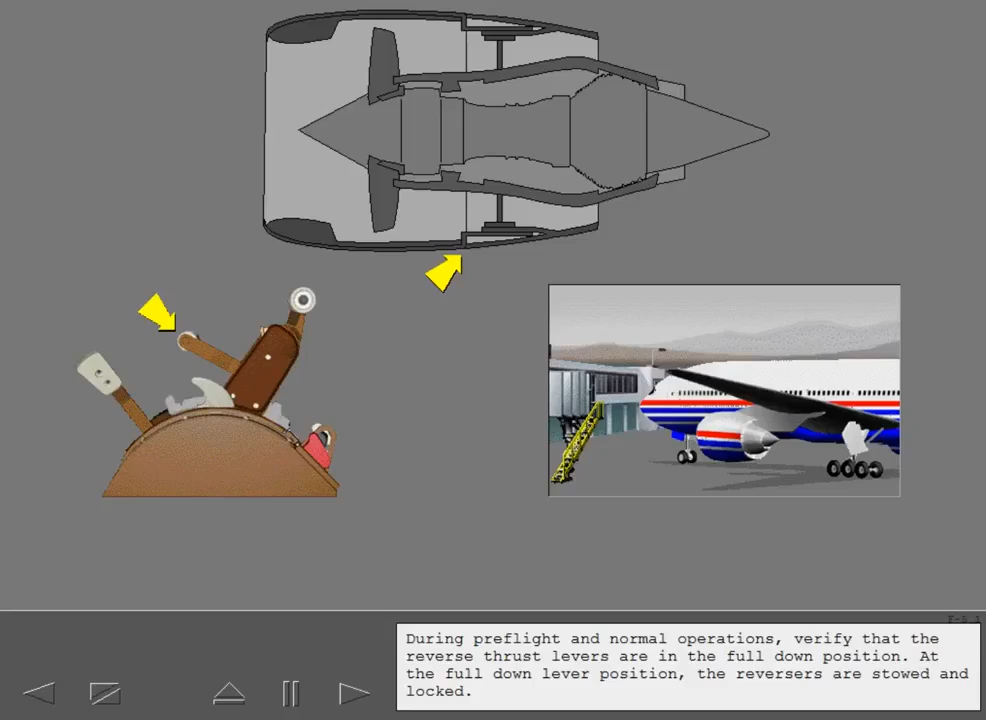 During preflight and normal operations, verify that the
reverse thrust levers are in the full down position. At
the full down lever position, the reversers are stowed and
locked.